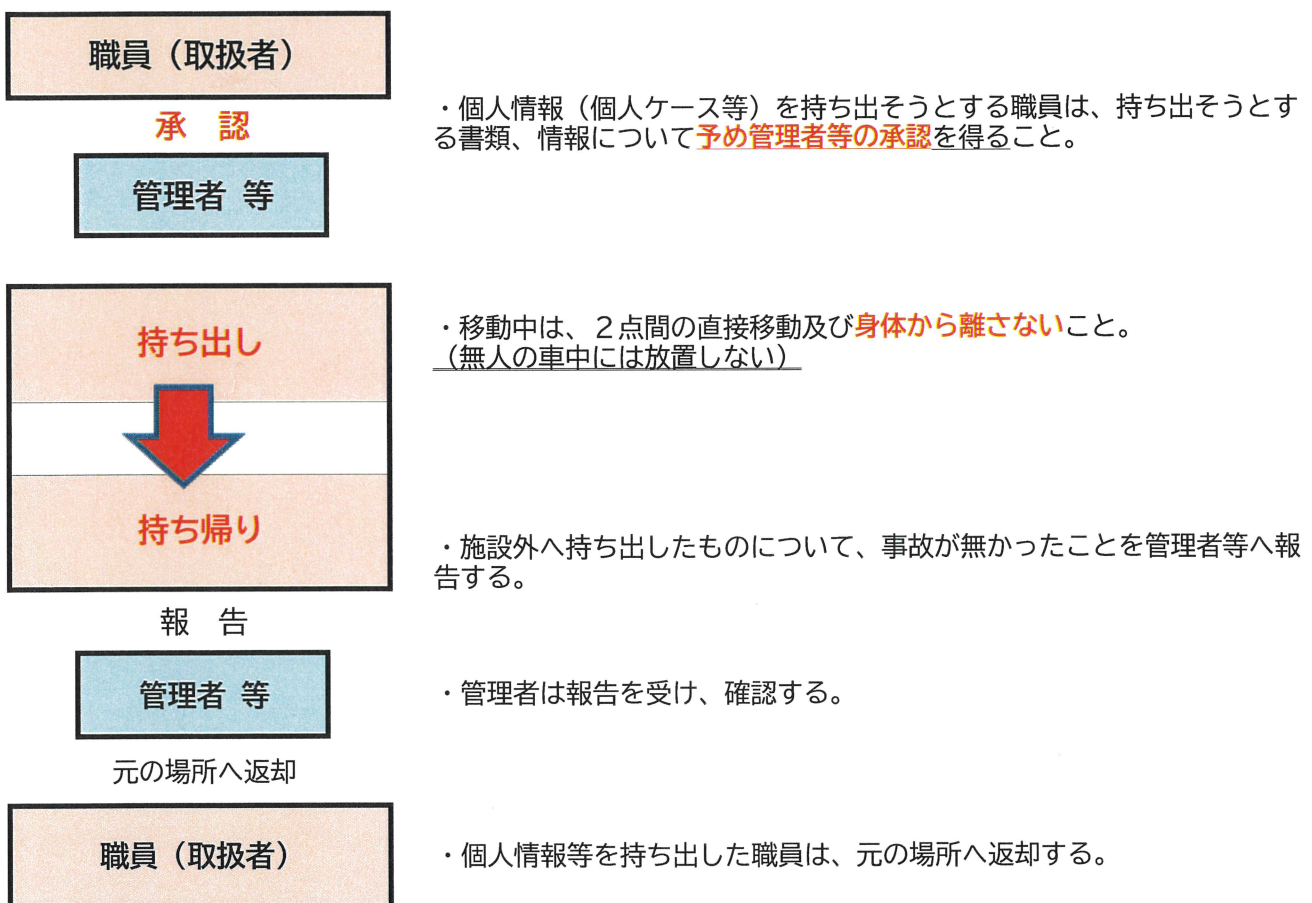 職員（取扱者）
承　認
管理者 等
・個人情報（個人ケース等）を持ち出そうとする職員は、持ち出そうとす
る書類、情報について予め管理者等の承認を得ること。
持ち出し
・移動中は、２点間の直接移動及び身体から離さないこと。
（無人の車中には放置しない）
持ち帰り
・施設外へ持ち出したものについて、事故が無かったことを管理者等へ報
告する。
報　告
管理者 等
・管理者は報告を受け、確認する。
元の場所へ返却
職員（取扱者）
・個人情報等を持ち出した職員は、元の場所へ返却する。